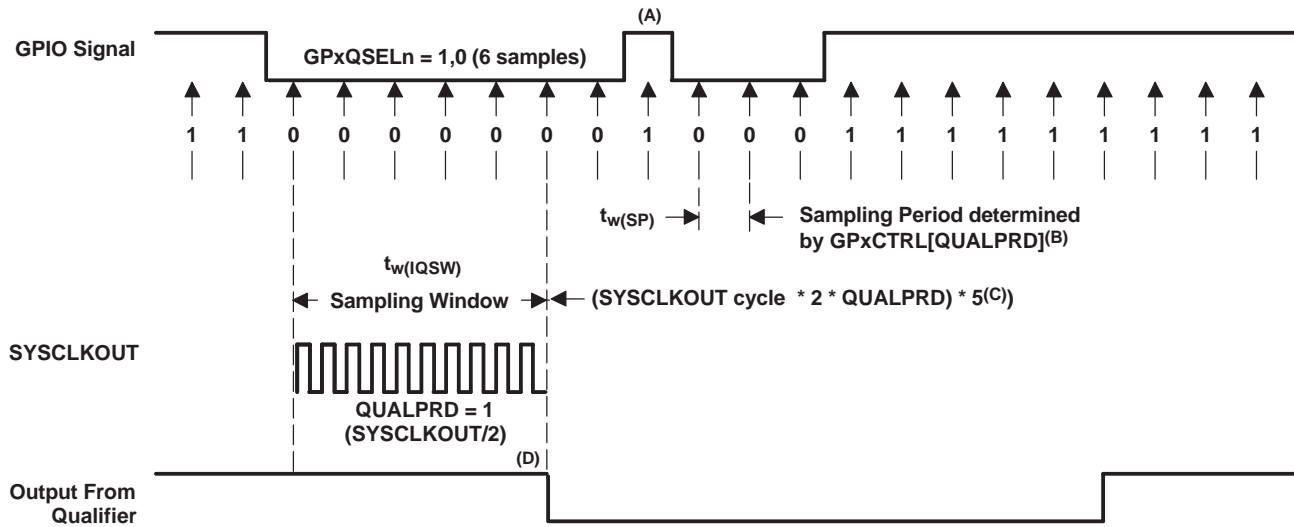 (A)
GPIO Signal
GPxQSELn = 1,0 (6 samples)
1 1 0 0 0 0 0 0 0 1 0 0 0 1 1 1 1 1 1 1 1 1
tw(SP)
Sampling Period determined
by GPxCTRL[QUALPRD](B)
tw(IQSW)
Sampling Window
(SYSCLKOUT cycle * 2 * QUALPRD) * 5(C))
SYSCLKOUT
QUALPRD = 1
(SYSCLKOUT/2)
(D)
Output From
Qualifier